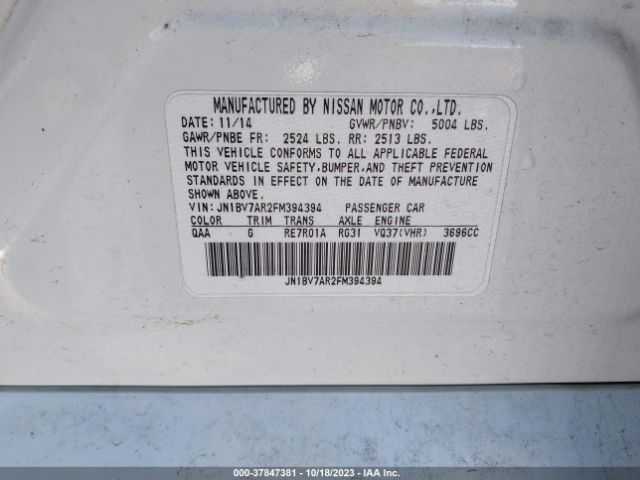 MANUFACTURED BY NISSAN MOTOR CO.,LTD.
DATE: 11/14 GVWR/PNBV: 5004 LBS.
GAWR/PNBE FR: 2524 LBS. RR: 2513 LBS.
THIS VEHICLE CONFORMS TO ALL APPLICABLE FEDERAL
MOTOR VEHICLE SAFETY,BUMPER,AND THEFT PREVENTION
STANDARDS IN EFFECT ON THE DATE OF MANUFACTURE
SHOWN ABOVE.
VIN:JN1BV7AR2FM394394 PASSENGER CAR
COLOR TRIM TRANS AXLE ENGINE
QAA G RE7R01A RG31 VQ37(VHR) 3696CC
JN1BV7AR2FM394394
000-37847381 | 10/18/2023 | IAA Inc.